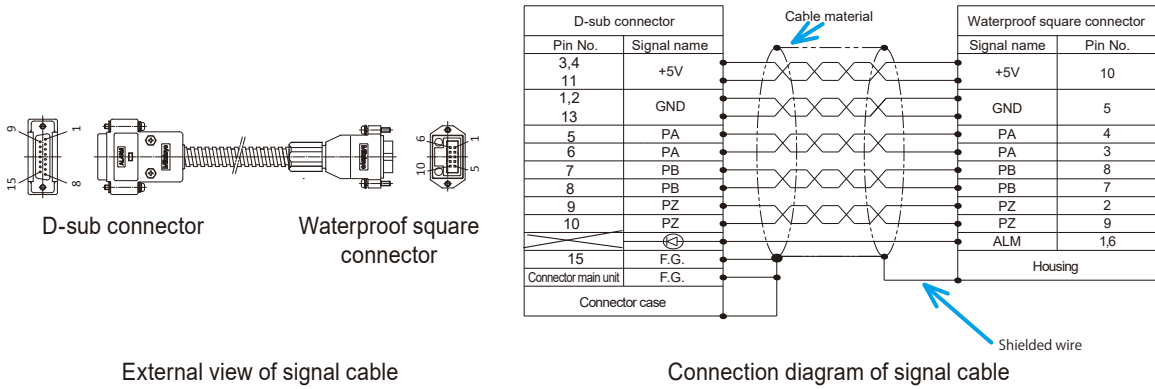 9
1
15
8
D-sub connector
6
1
10
5
Waterproof square
connector
External view of signal cable
Cable material
D-sub connector
Waterproof square connector
Pin No. Signal name
Signal name Pin No.
3,4
11
+5V
+5V 10
1,2
13
GND
GND 5
5 PA
PA 4
6 PA
PA 3
7 PB
PB 8
8 PB
PB 7
9 PZ
PZ 2
10 PZ
PZ 9
ALM 1,6
15 F.G.
Housing
Connector main unit F.G.
Connector case
Shielded wire
Connection diagram of signal cable